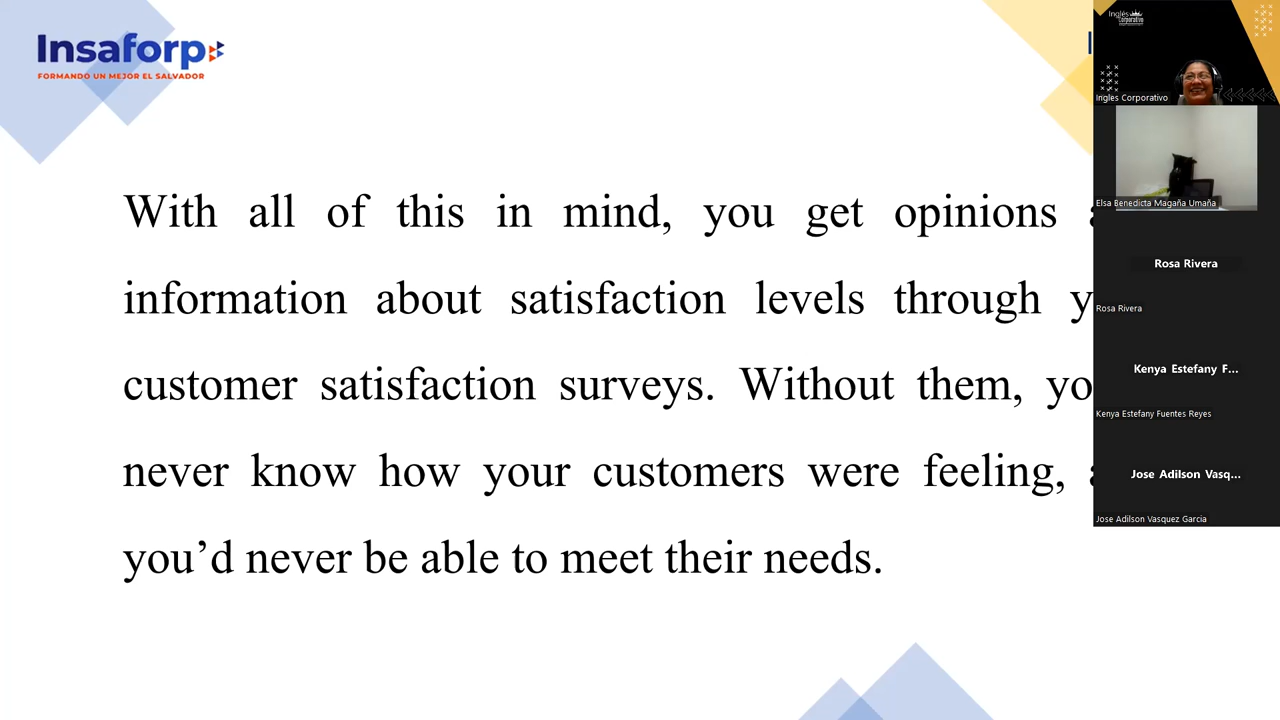 Insaforp
FORMANDO UN MEJOR EL SALVADOR
With all of this in mind, you get opinions
information about satisfaction levels through
customer satisfaction surveys. Without them,
never know how your customers were feeling,
you’d never be able to meet their needs.
Inglés
Corporativo
Ingles Corporativo
Elsa Benedicta Magaña Umaña
Rosa Rivera
Rosa Rivera
Kenya Estefany F...
Kenya Estefany Fuentes Reyes
Jose Adilson Vasq...
Jose Adilson Vasquez Garcia